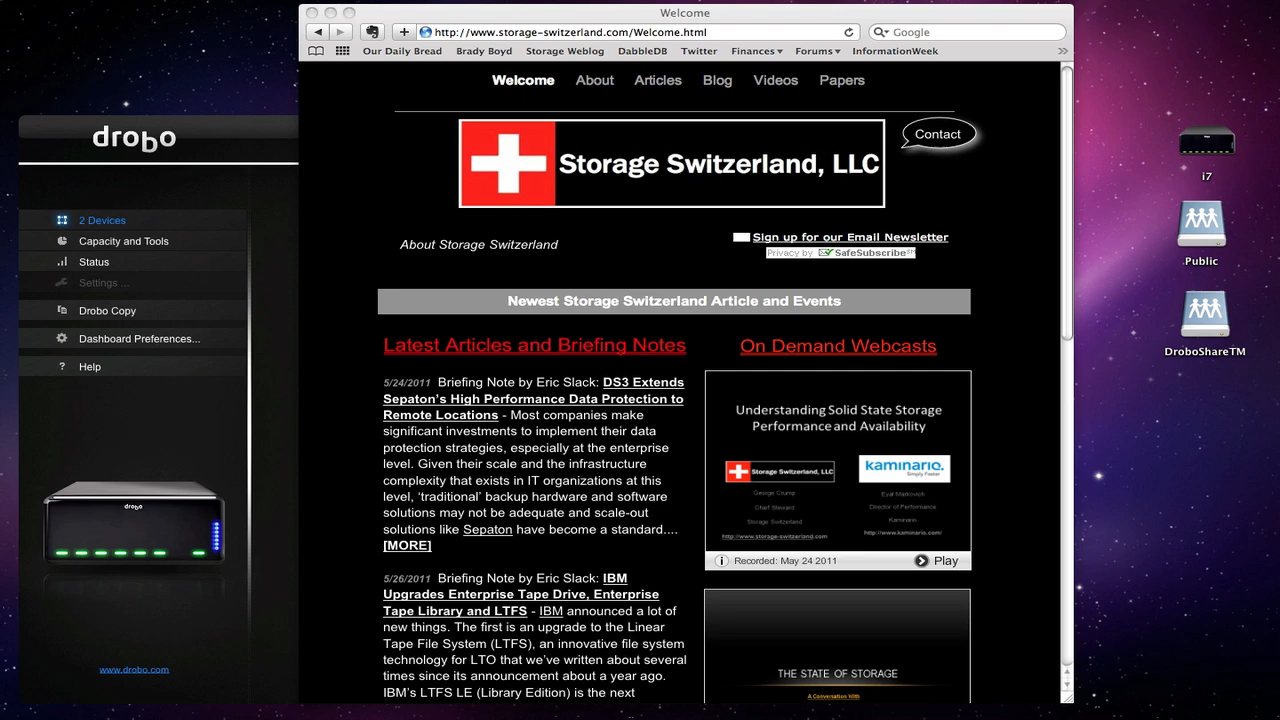 Welcome
http://www.storage-switzerland.com/Welcome.html
Google
Our Daily Bread Brady Boyd Storage Weblog DabbleDB Twitter Finances Forums InformationWeek
Welcome About Articles Blog Videos Papers
drobo
2 Devices
Capacity and Tools
Status
Settings ...
Drobo Copy
Dashboard Preferences...
? Help
drobo
www.drobo.com
Storage Switzerland, LLC
Contact
About Storage Switzerland
Sign up for our Email Newsletter
Privacy by SafeSubscribe SM
Newest Storage Switzerland Article and Events
Latest Articles and Briefing Notes
5/24/2011 Briefing Note by Eric Slack: DS3 Extends
Sepaton’s High Performance Data Protection to
Remote Locations - Most companies make
significant investments to implement their data
protection strategies, especially at the enterprise
level. Given their scale and the infrastructure
complexity that exists in IT organizations at this
level, ‘traditional’ backup hardware and software
solutions may not be adequate and scale-out
solutions like Sepaton have become a standard....
[MORE]
5/26/2011 Briefing Note by Eric Slack: IBM
Upgrades Enterprise Tape Drive, Enterprise
Tape Library and LTFS - IBM announced a lot of
new things. The first is an upgrade to the Linear
Tape File System (LTFS), an innovative file system
technology for LTO that we’ve written about several
times since its announcement about a year ago.
IBM’s LTFS LE (Library Edition) is the next
On Demand Webcasts
Understanding Solid State Storage
Performance and Availability
Storage Switzerland, LLC
kaminario.
Simply Faster
George Crump
Chief Steward
Storage Switzerland
http://www.storage-switzerland.com
Eyal Markovich
Director of Performance
Kaminario
http://www.kaminario.com/
Recorded: May 24 2011
Play
THE STATE OF STORAGE
A Conversation With
i7
Public
DroboShareTM